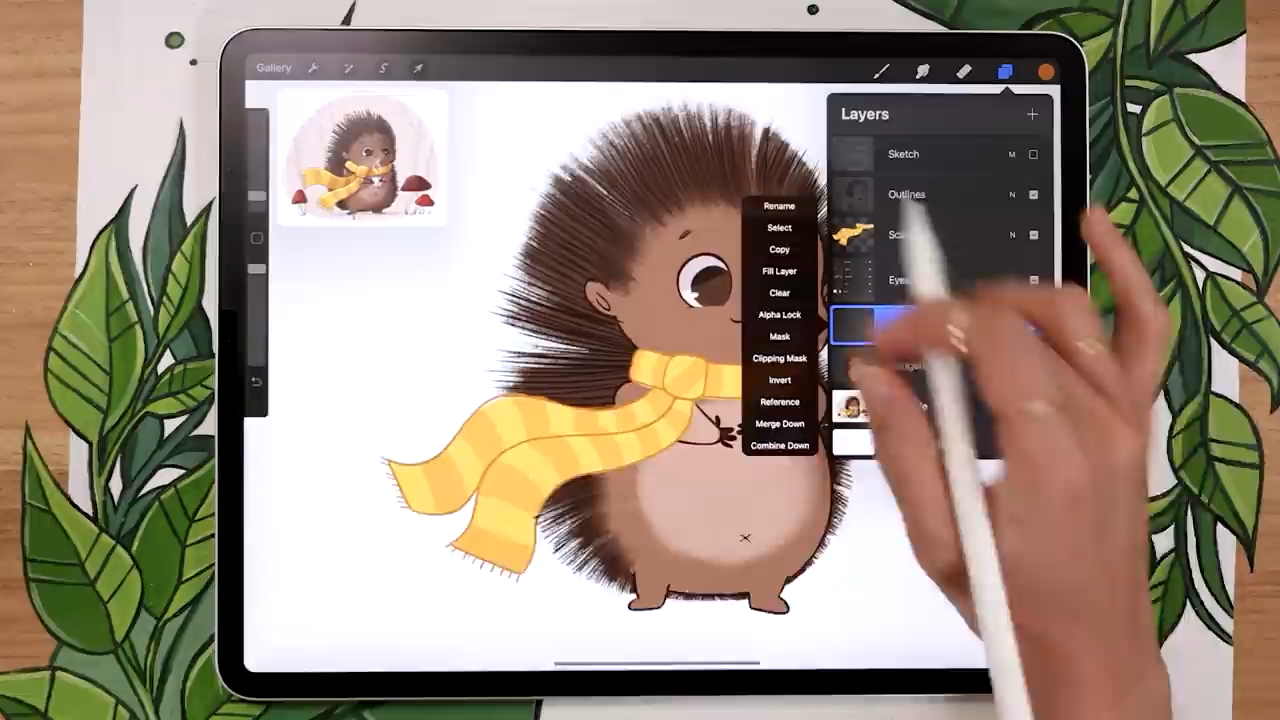 Gallery
Layers
Sketch M
Outlines N
N
Rename
Select
Copy
Fill Layer
Clear
Alpha Lock
Mask
Clipping Mask
Invert
Reference
Merge Down
Combine Down